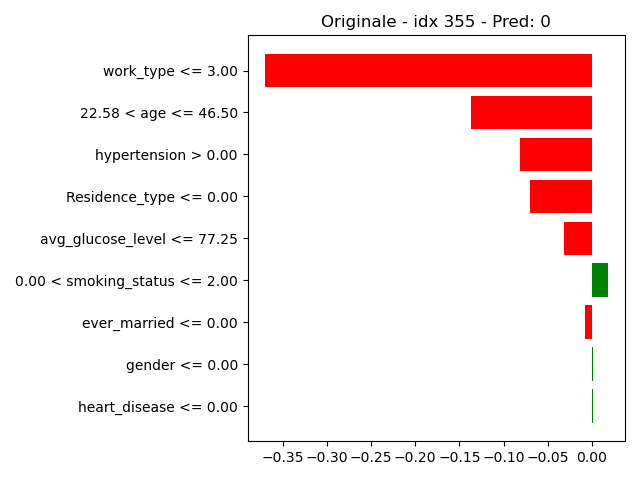 Originale - idx 355 - Pred: 0
work_type <= 3.00
22.58 < age <= 46.50
hypertension > 0.00
Residence_type <= 0.00
avg_glucose_level <= 77.25
0.00 < smoking_status <= 2.00
ever_married <= 0.00
gender <= 0.00
heart_disease <= 0.00
−0.35 −0.30 −0.25 −0.20 −0.15 −0.10 −0.05 0.00